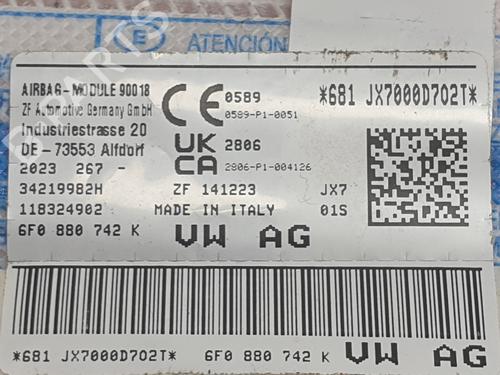 E ATENCIÓN
AIRBAG-MODULE 90018
ZF Automotive Germany GmbH
Industriestrasse 20
DE-73553 Alfdorf
2023 267 -
34219982H
118324902
6F0 880 742 K
CE 0589
0589-P1-0051
UK CA 2806
2806-P1-004126
ZF 141223 JX7
MADE IN ITALY 01S
VW AG
*681 JX7000D702T*
*681 JX7000D702T* 6F0 880 742 K VW AG